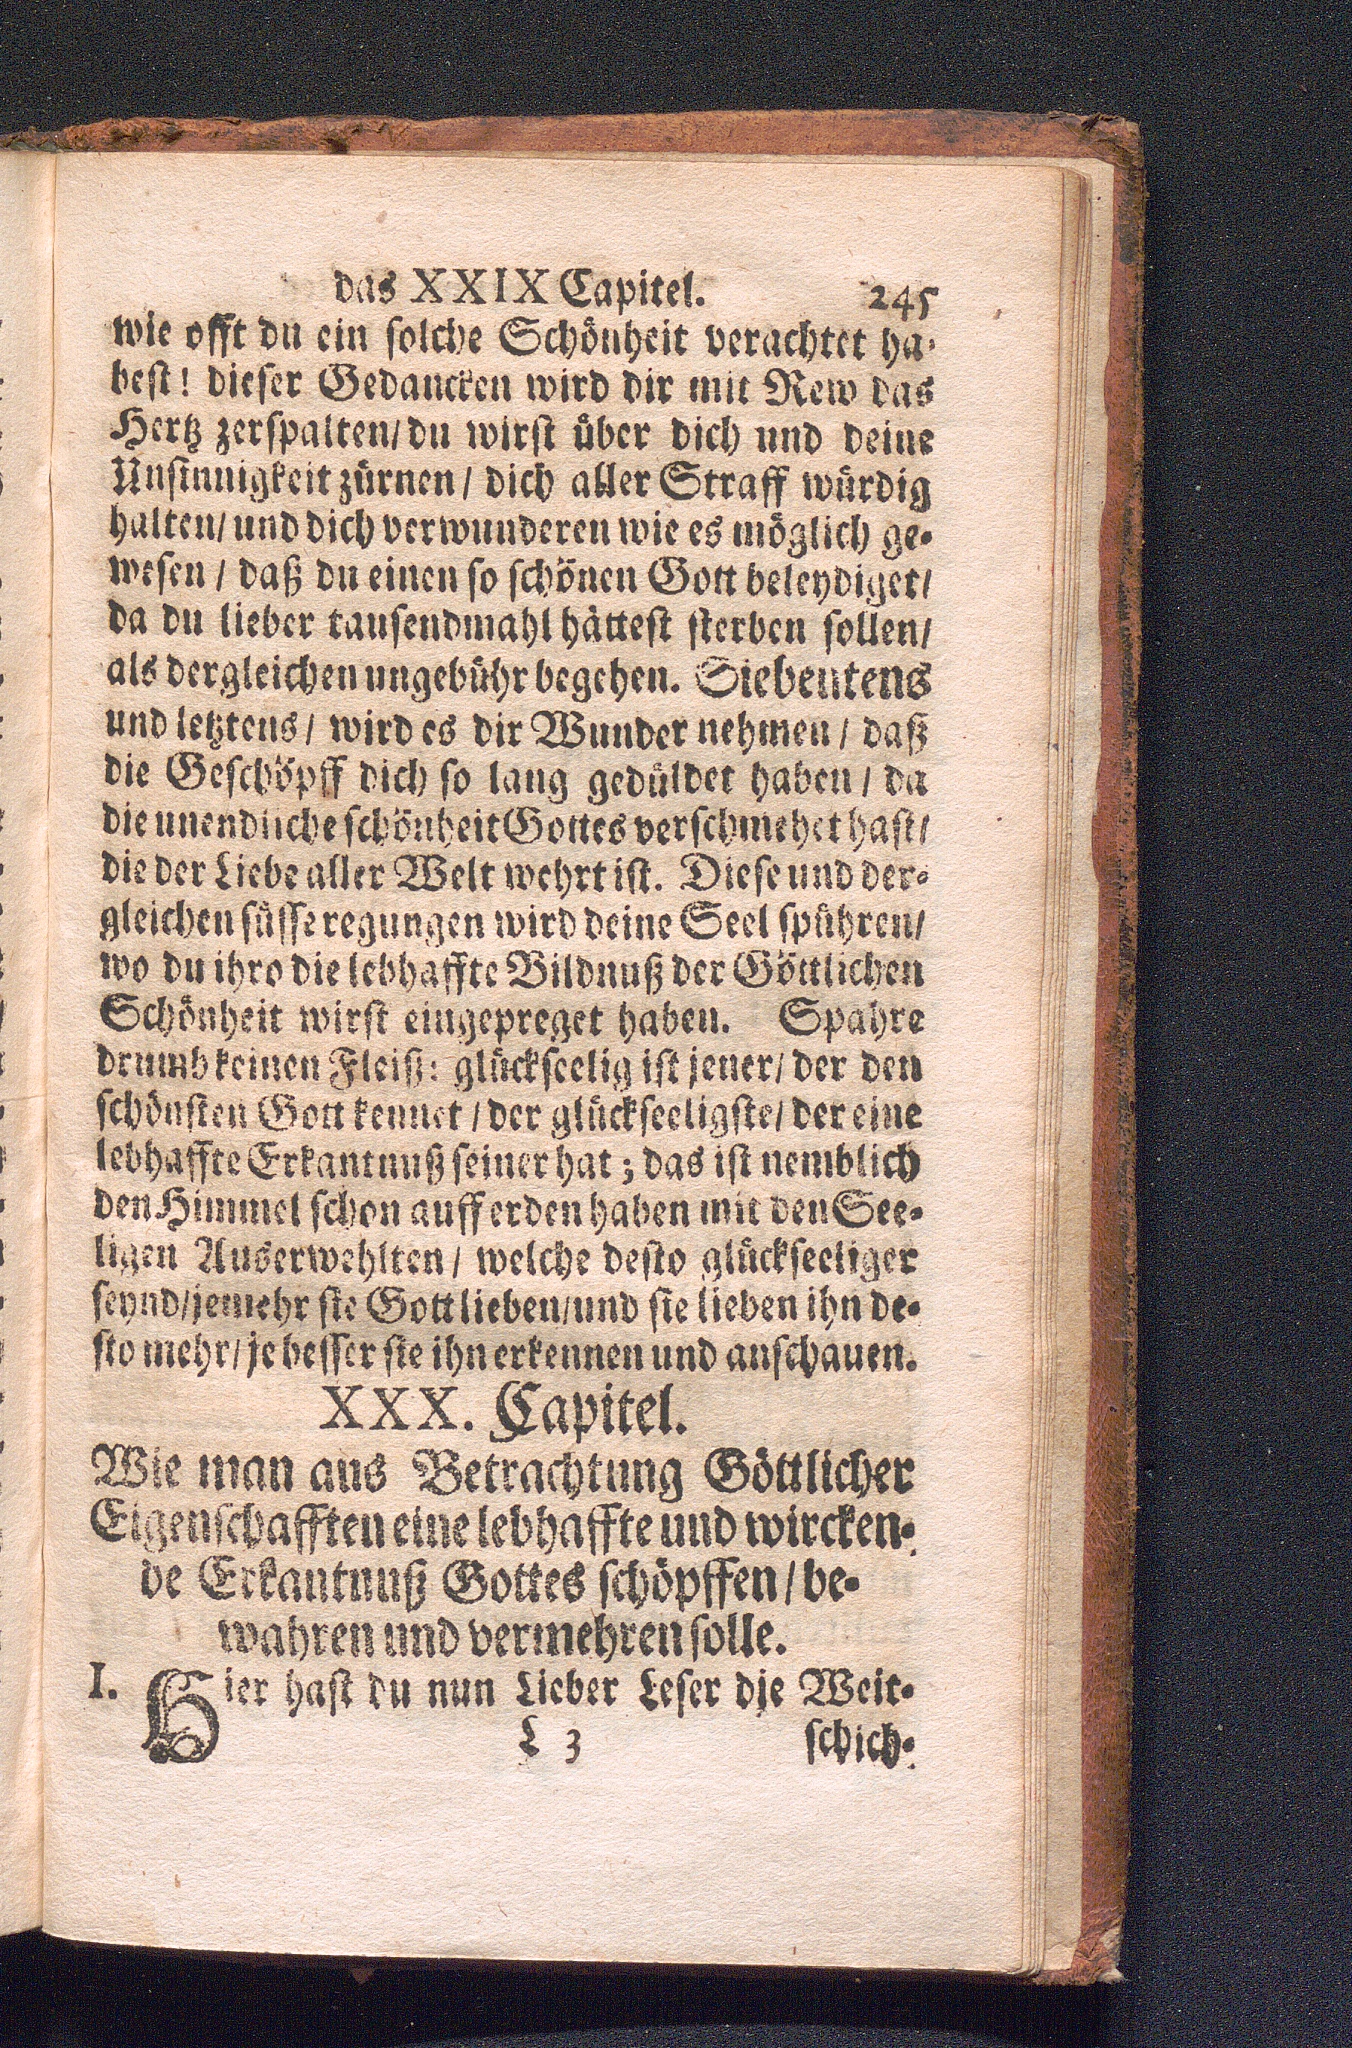 das XXIX Capitel. 245
wie offt du ein solche Schönheit verachtet ha-
best! dieser Gedancken wird dir mit Rew das
Hertz zerspalten/ du wirst über dich und deine
Unsinnigkeit zürnen/ dich aller Straff würdig
halten/ und dich verwunderen wie es möglich ge-
wesen/ daß du einen so schönen Gott beleydiget/
da du lieber tausendmahl hättest sterben sollen/
als dergleichen ungebühr begehen. Siebentens
und letztens/ wird es dir Wunder nehmen/ daß
die Geschöpff dich so lang gedüldet haben/ da
die unendliche schönheit Gottes verschmehet hast/
die der Liebe aller Welt wehrt ist. Diese und der-
gleichen süsse regungen wird deine Seel spühren/
wo du ihro die lebhaffte Bildnuß der Göttlichen
Schönheit wirst eingepreget haben. Spahre
drumb keinen Fleiß: glückseelig ist jener/ der den
schönsten Gott kennet/ der glückseeligste/ der eine
lebhaffte Erkantnuß seiner hat; das ist nemblich
den Himmel schon auff erden haben mit den See-
ligen Auserwehlten/ welche desto glückseeliger
seynd/ jemehr sie Gott lieben/ und sie lieben ihn de-
sto mehr/ je besser sie ihn erkennen und anschauen.
XXX. Capitel.
Wie man aus Betrachtung Göttlicher
Eigenschafften eine lebhaffte und wircken-
de Erkantnuß Gottes schöpffen/ be-
wahren und vermehren solle.
I. Hier hast du nun Lieber Leser die Weit-
L 3 schich-